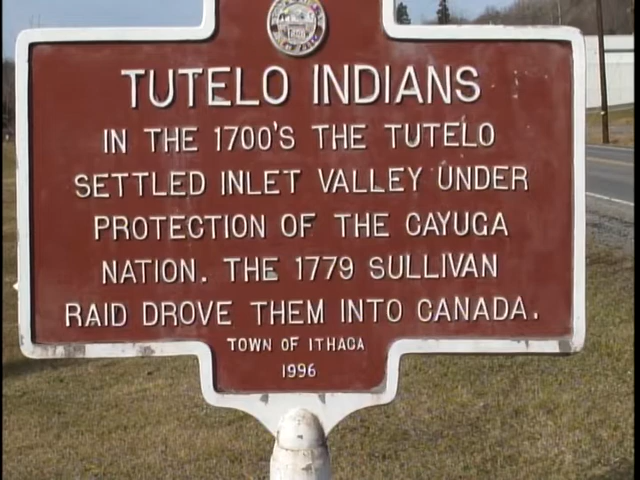 TUTELO INDIANS
IN THE 1700'S THE TUTELO
SETTLED INLET VALLEY UNDER
PROTECTION OF THE CAYUGA
NATION. THE 1779 SULLIVAN
RAID DROVE THEM INTO CANADA.
TOWN OF ITHACA
1996